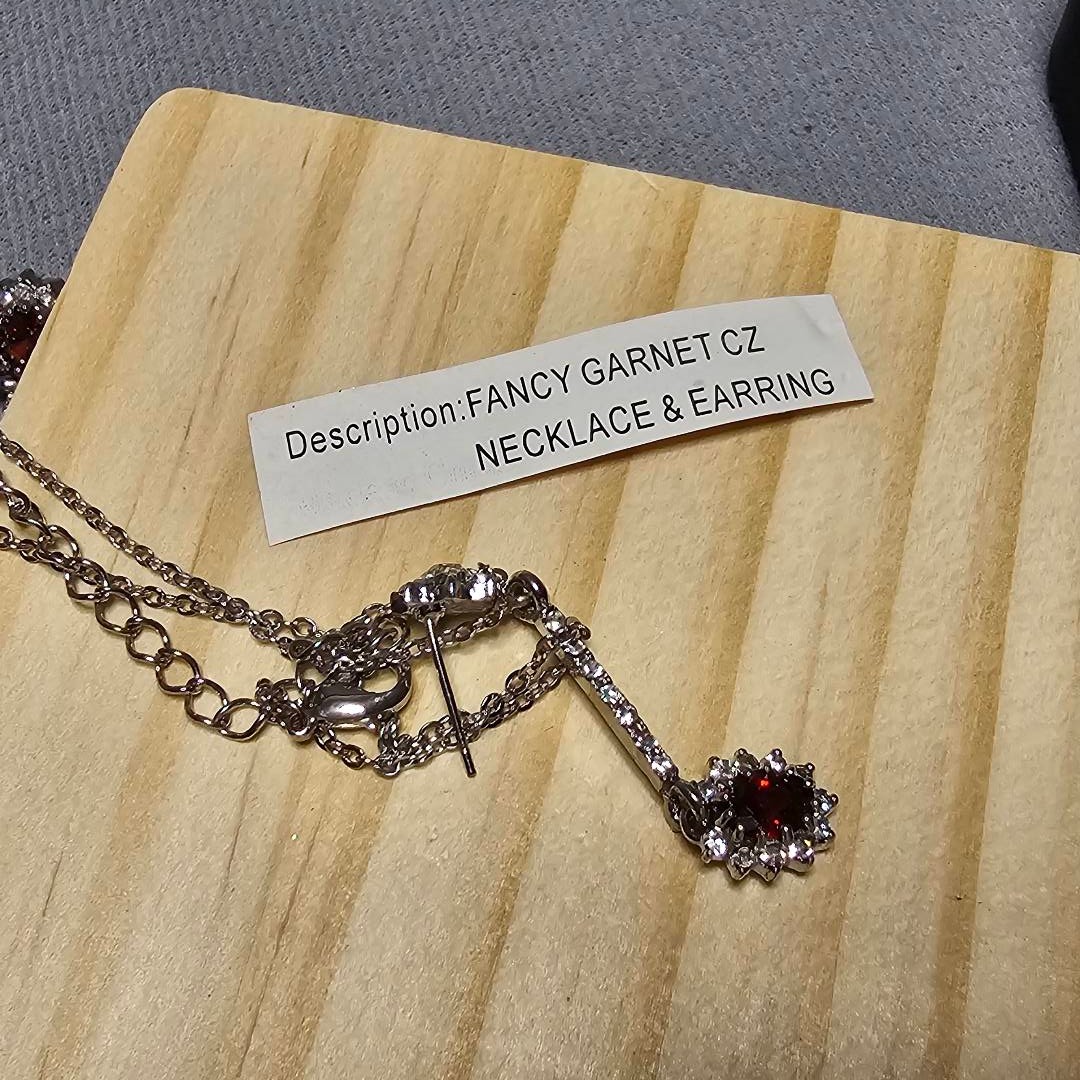 Description:FANCY GARNET CZ
NECKLACE & EARRING